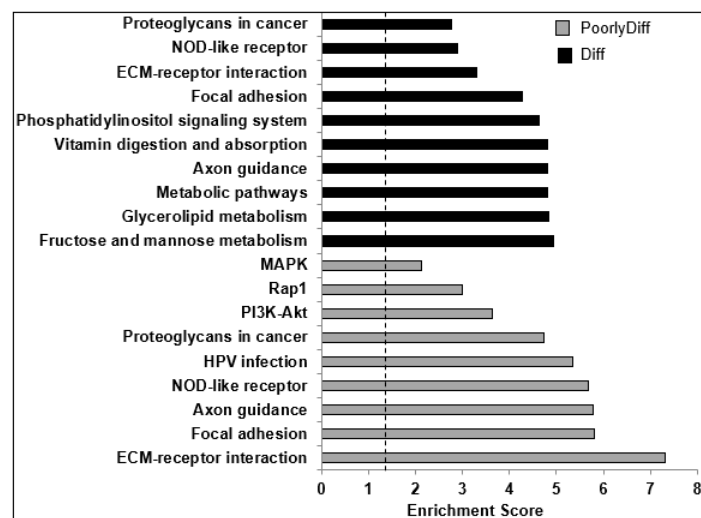 Proteoglycans in cancer
NOD-like receptor
ECM-receptor interaction
Focal adhesion
Phosphatidylinositol signaling system
Vitamin digestion and absorption
Axon guidance
Metabolic pathways
Glycerolipid metabolism
Fructose and mannose metabolism
MAPK
Rap1
PI3K-Akt
Proteoglycans in cancer
HPV infection
NOD-like receptor
Axon guidance
Focal adhesion
ECM-receptor interaction
PoorlyDiff
Diff
0 1 2 3 4 5 6 7 8
Enrichment Score